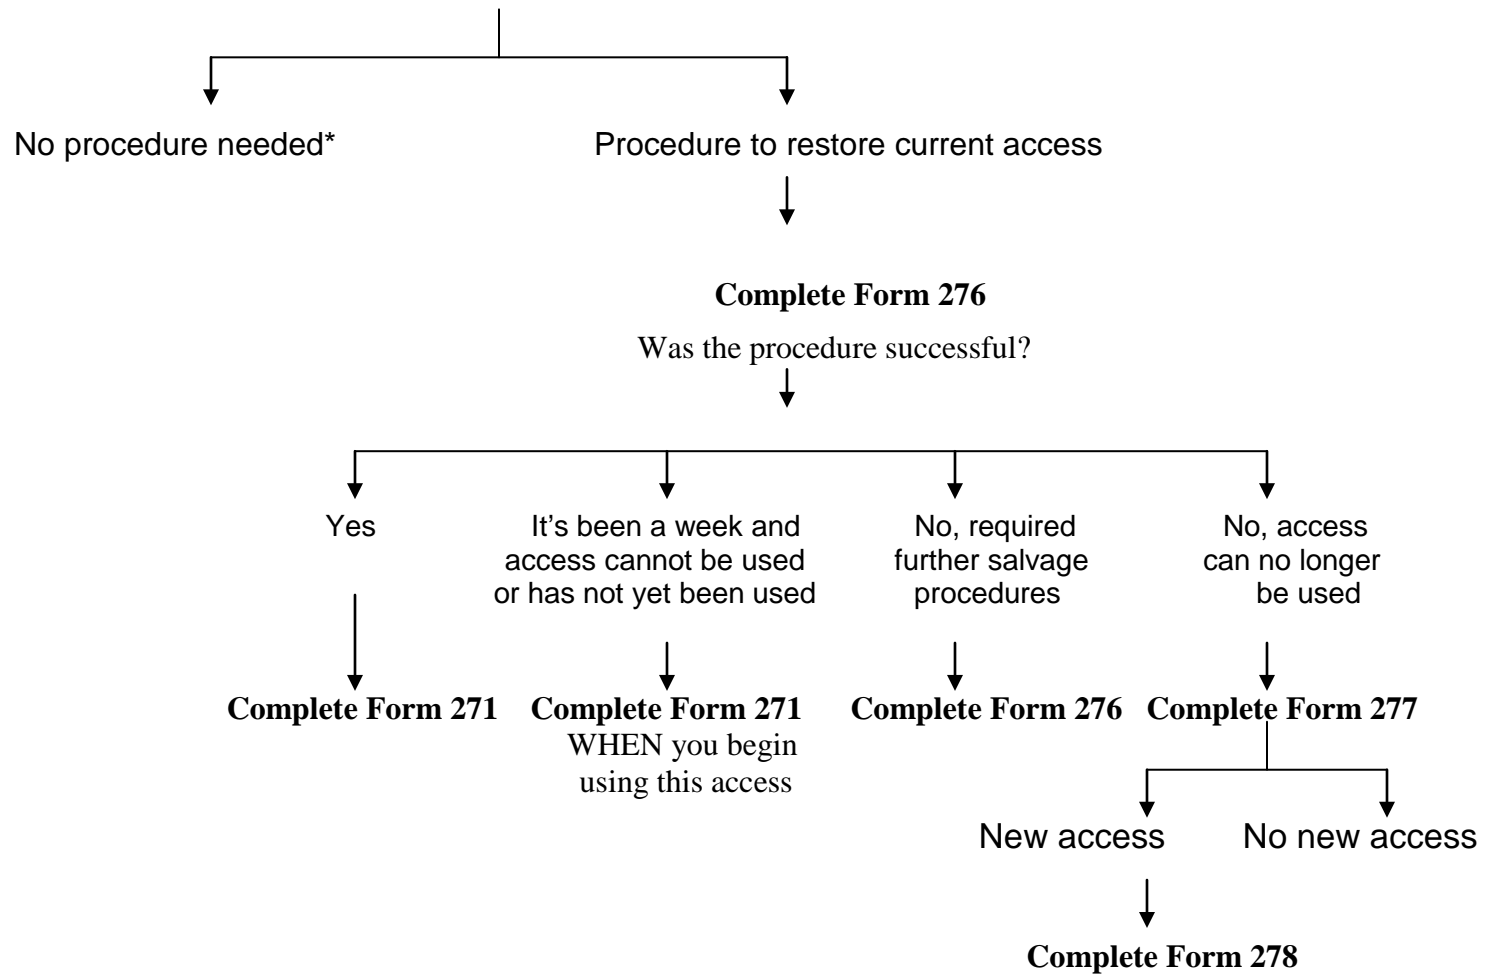 No procedure needed*
Procedure to restore current access
Complete Form 276
Was the procedure successful?
Yes
It’s been a week and
access cannot be used
or has not yet been used
No, required
further salvage
procedures
No, access
can no longer
be used
Complete Form 271
Complete Form 271
WHEN you begin
using this access
Complete Form 276
Complete Form 277
New access
No new access
Complete Form 278